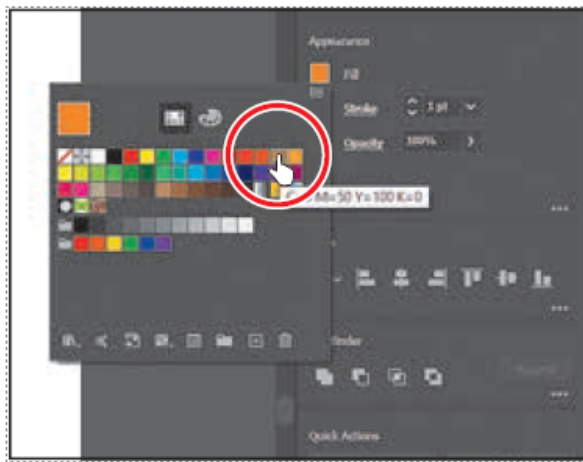 Appearance
Fill
Stroke 1 pt
Opacity 100%
M=50 Y=100 K=0
Quick Actions